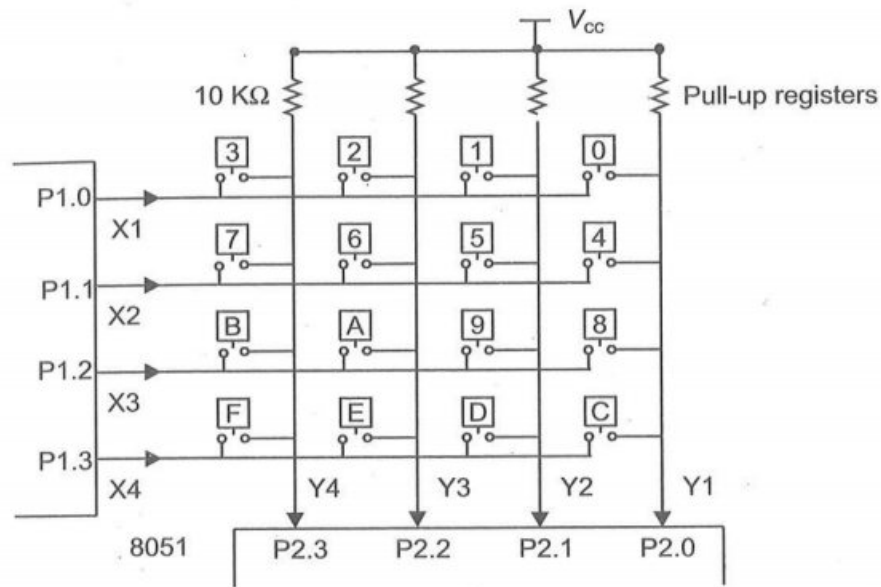 Vcc
10 KΩ
Pull-up registers
3 2 1 0
P1.0
X1
7 6 5 4
P1.1
X2
B A 9 8
P1.2
X3
F E D C
P1.3
X4 Y4 Y3 Y2 Y1
8051 P2.3 P2.2 P2.1 P2.0